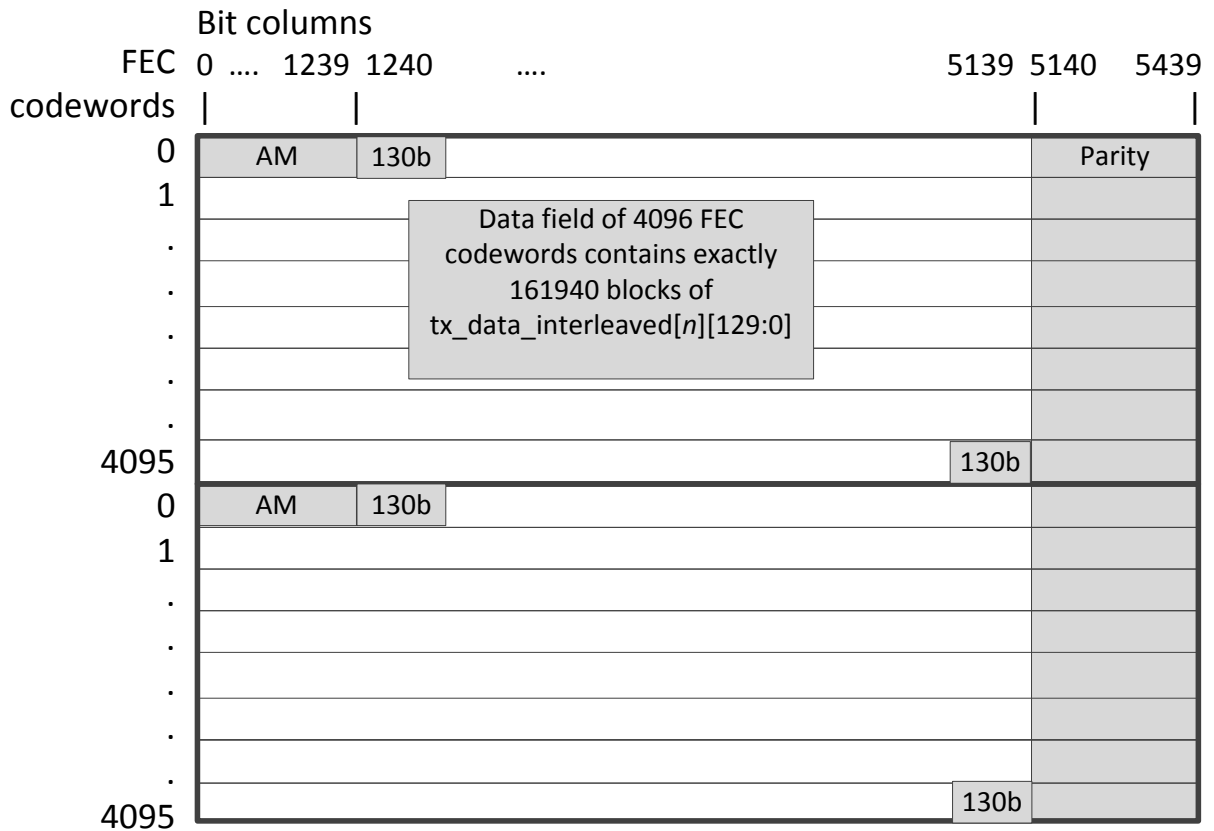 Bit columns
FEC 0 .... 1239 1240 .... 5139 5140 5439
codewords | | | |
0 AM 130b Parity
1
.
.
.
.
.
Data field of 4096 FEC
codewords contains exactly
161940 blocks of
tx_data_interleaved[n][129:0]
4095 130b
0 AM 130b
1
.
.
.
.
.
4095 130b